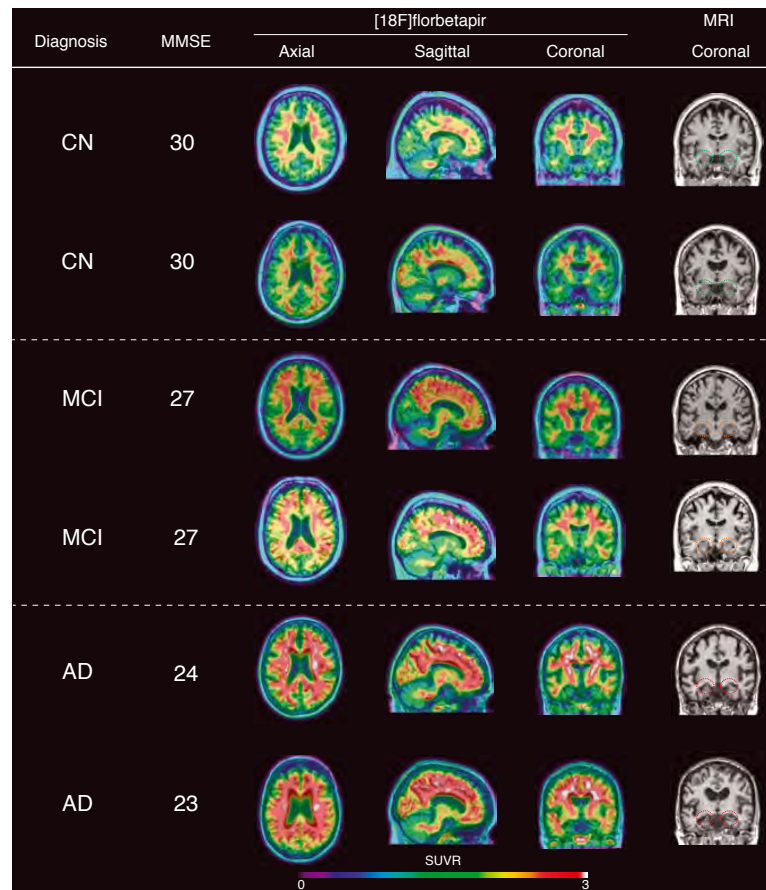 [18F]florbetapir MRI
Diagnosis MMSE Axial Sagittal Coronal Coronal
CN 30
CN 30
MCI 27
MCI 27
AD 24
AD 23
SUVR
0 3